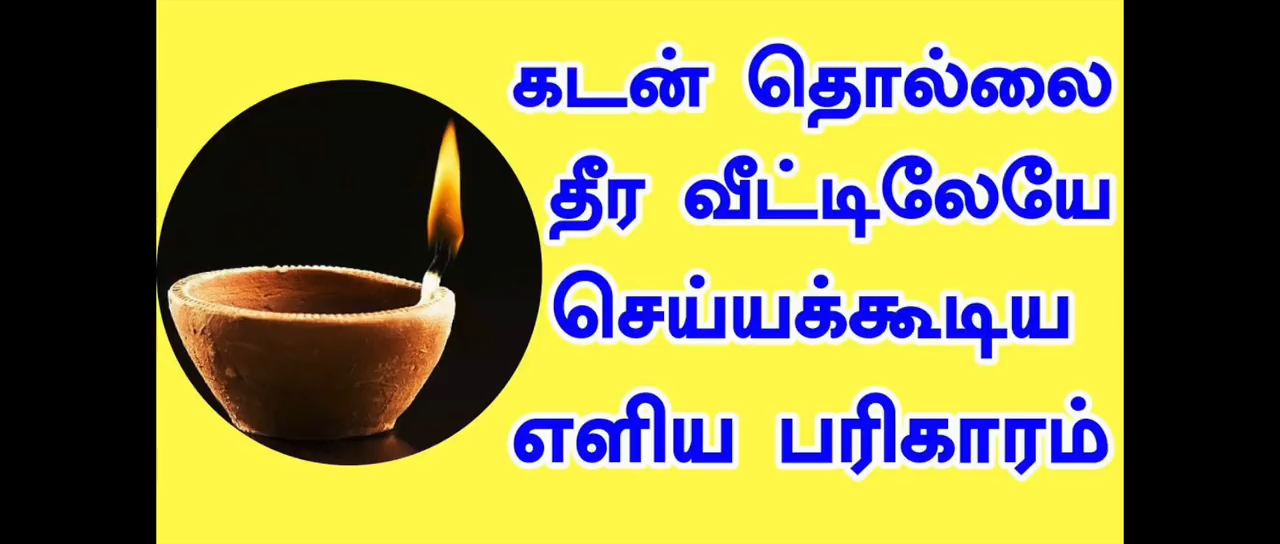 கடன் தொல்லை
தீர வீட்டிலேயே
செய்யக்கூடிய
எளிய பரிகாரம்